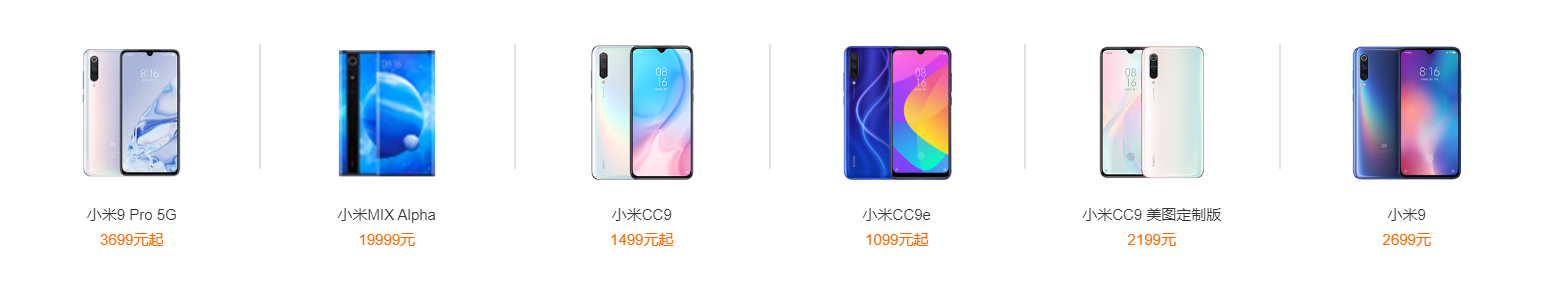 8:16
08
16
08
16
08
16
8:16
小米9 Pro 5G
小米MIX Alpha
小米CC9
小米CC9e
小米CC9 美图定制版
小米9
3699元起
19999元
1499元起
1099元起
2199元
2699元